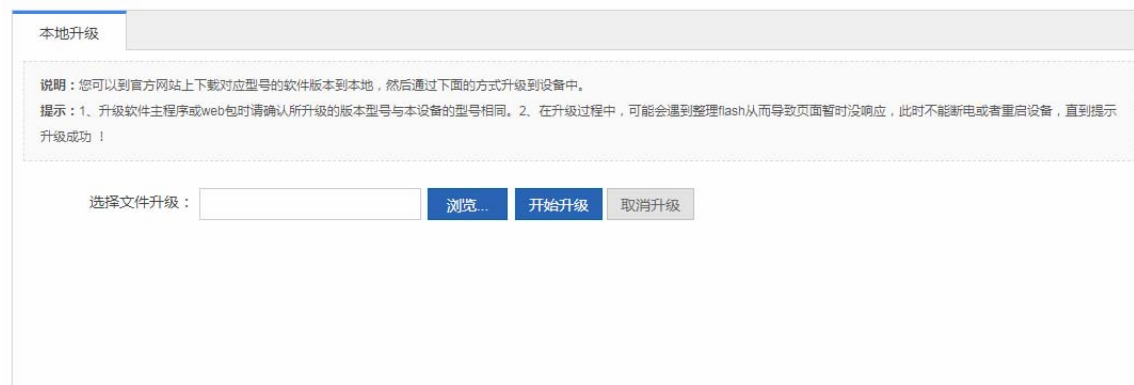 本地升级
说明：您可以到官方网站上下载对应型号的软件版本到本地，然后通过下面的方式升级到设备中。
提示：1、升级软件主程序或web包时请确认所升级的版本型号与本设备的型号相同。2、在升级过程中，可能会遇到整理flash从而导致页面暂时没响应，此时不能断电或者重启设备，直到提示
升级成功 ！
选择文件升级： 浏览... 开始升级 取消升级